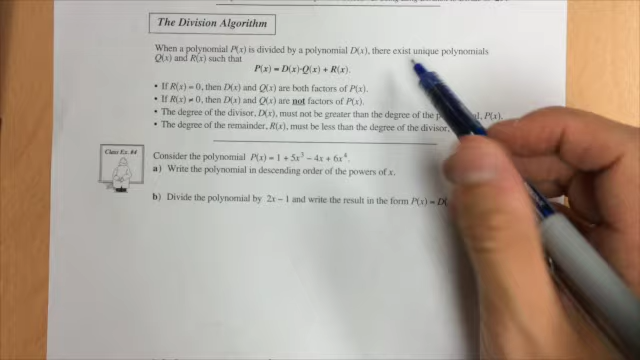 The Division Algorithm
When a polynomial P(x) is divided by a polynomial D(x), there exist unique polynomials
Q(x) and R(x) such that
P(x) = D(x)·Q(x) + R(x).
• If R(x) = 0, then D(x) and Q(x) are both factors of P(x).
• If R(x) ≠ 0, then D(x) and Q(x) are not factors of P(x).
• The degree of the divisor, D(x), must not be greater than the degree of the P(x).
• The degree of the remainder, R(x), must be less than the degree of the divisor,
Class Ex. #4
Consider the polynomial P(x) = 1 + 5x³ − 4x + 6x⁴.
a) Write the polynomial in descending order of the powers of x.
b) Divide the polynomial by 2x − 1 and write the result in the form P(x) = D(